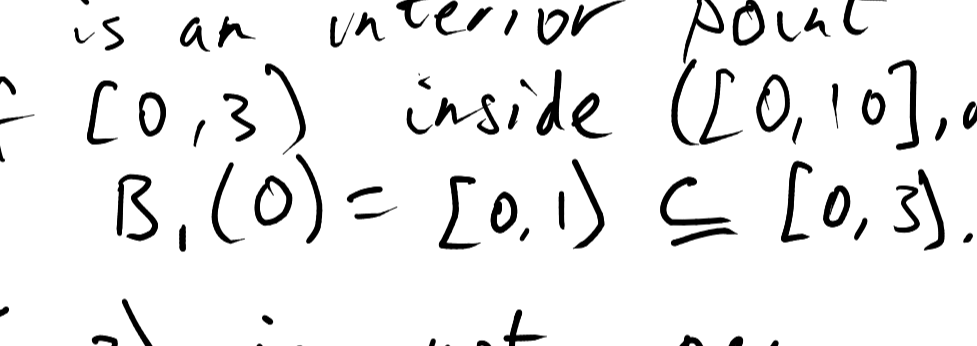 is an interior point
[0,3) inside ([0,10],
B₁(0) = [0,1) ⊆ [0,3).